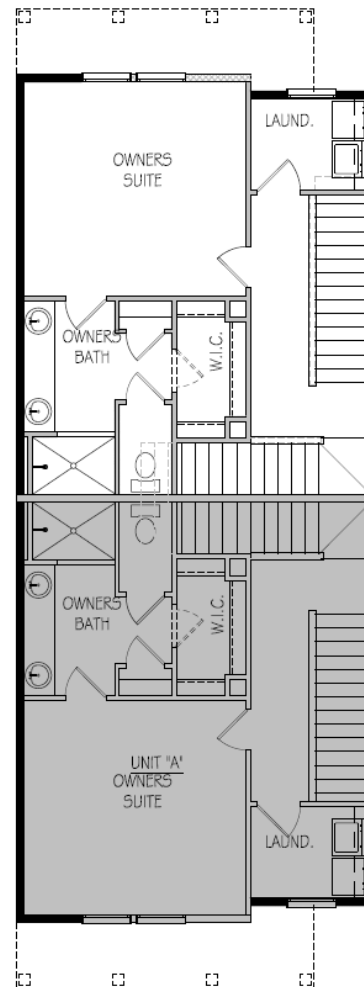 LAUND.
OWNERS
SUITE
OWNERS
BATH
W.I.C.
OWNERS
BATH
W.I.C.
UNIT "A"
OWNERS
SUITE
LAUND.